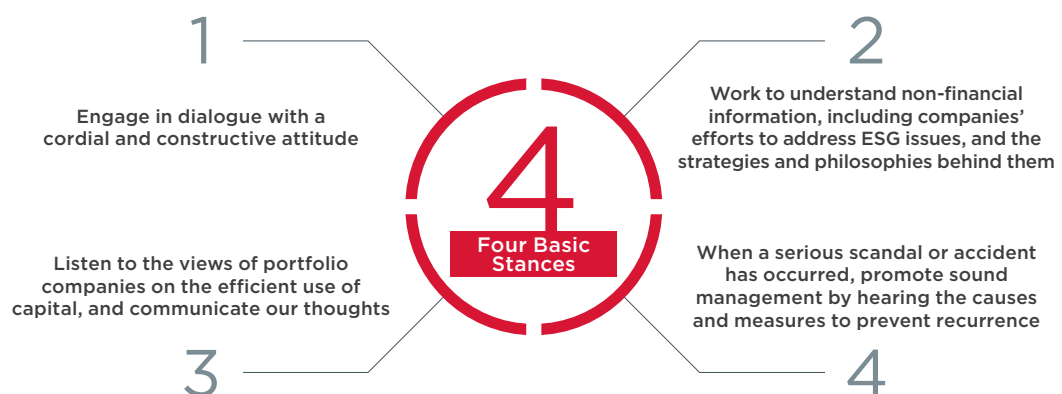 1
Engage in dialogue with a
cordial and constructive attitude
2
Work to understand non-financial
information, including companies’
efforts to address ESG issues, and the
strategies and philosophies behind them
4
Four Basic
Stances
Listen to the views of portfolio
companies on the efficient use of
capital, and communicate our thoughts
3
When a serious scandal or accident
has occurred, promote sound
management by hearing the causes
and measures to prevent recurrence
4